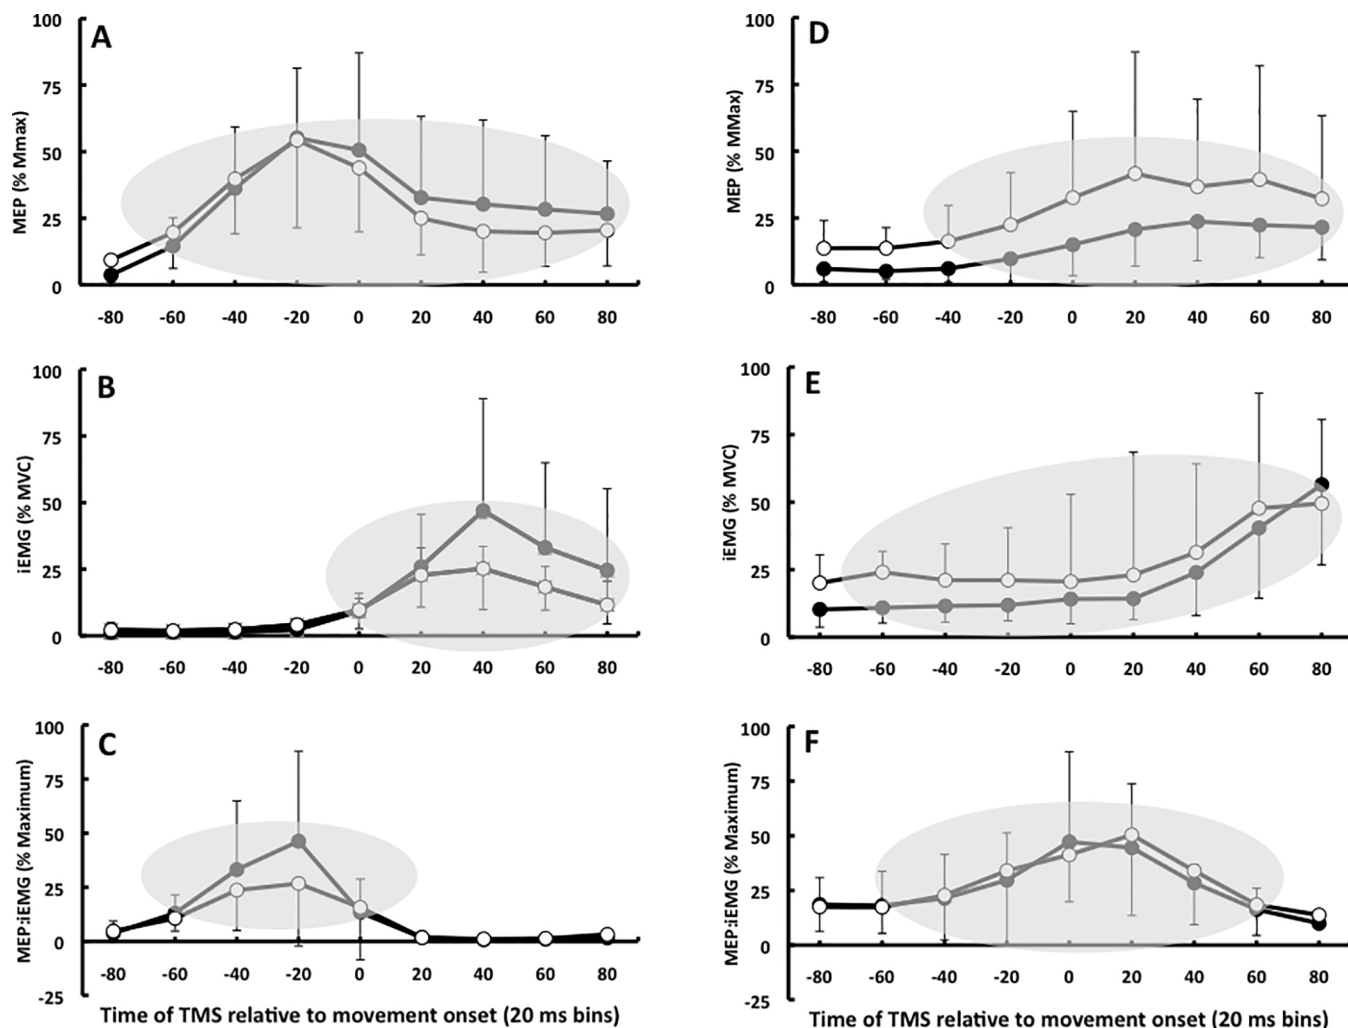 A
MEP (% Mmax)
100
75
50
25
0
-80 -60 -40 -20 0 20 40 60 80
D
MEP (% MMax)
100
75
50
25
0
-80 -60 -40 -20 0 20 40 60 80
B
iEMG (% MVC)
100
75
50
25
0
-80 -60 -40 -20 0 20 40 60 80
E
iEMG (% MVC)
100
75
50
25
0
-80 -60 -40 -20 0 20 40 60 80
C
MEP:iEMG (% Maximum)
100
75
50
25
0
-25
-80 -60 -40 -20 0 20 40 60 80
Time of TMS relative to movement onset (20 ms bins)
F
MEP:iEMG (% Maximum)
100
75
50
25
0
-25
-80 -60 -40 -20 0 20 40 60 80
Time of TMS relative to movement onset (20 ms bins)